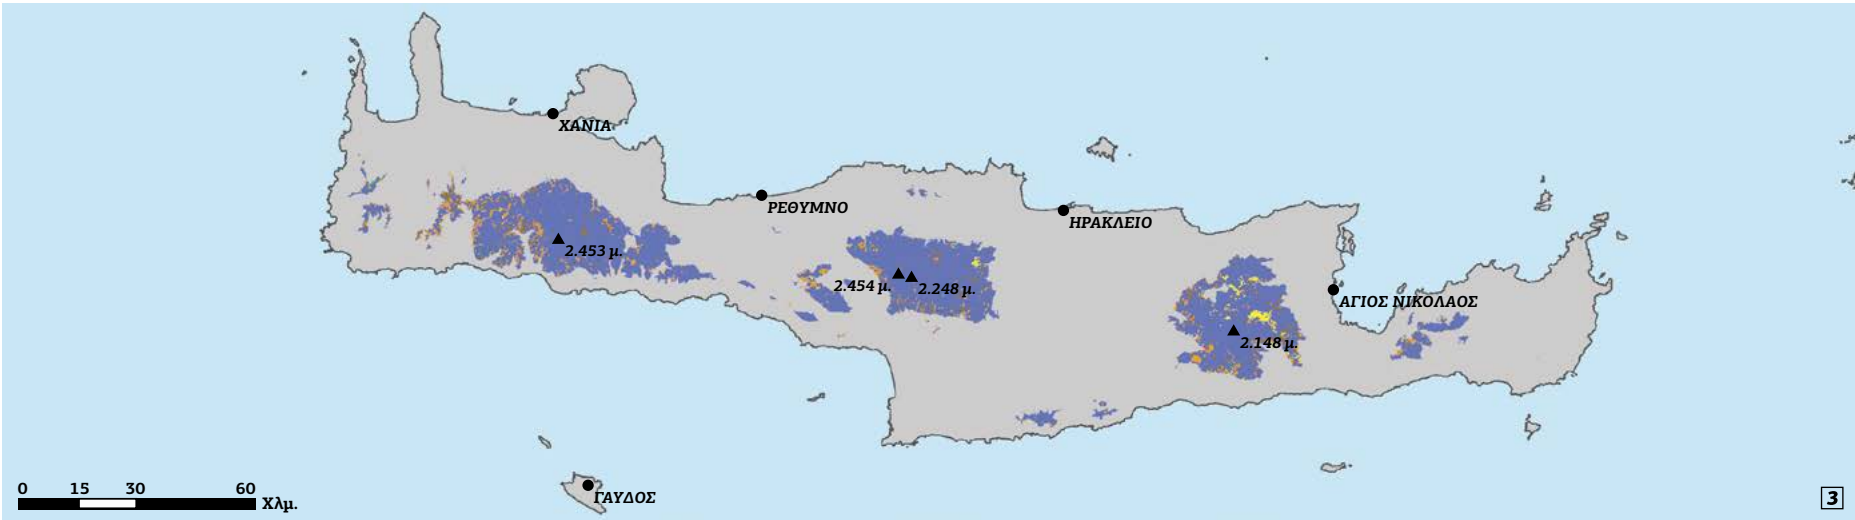 ΧΑΝΙΑ
ΡΕΘΥΜΝΟ
ΗΡΑΚΛΕΙΟ
2.453 μ.
2.454 μ.
2.248 μ.
ΑΓΙΟΣ ΝΙΚΟΛΑΟΣ
2.148 μ.
0 15 30 60 Χλμ.
ΓΑΥΔΟΣ
3